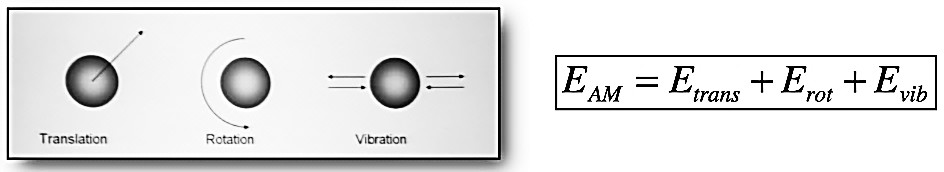 Translation Rotation Vibration
E_AM = E_trans + E_rot + E_vib